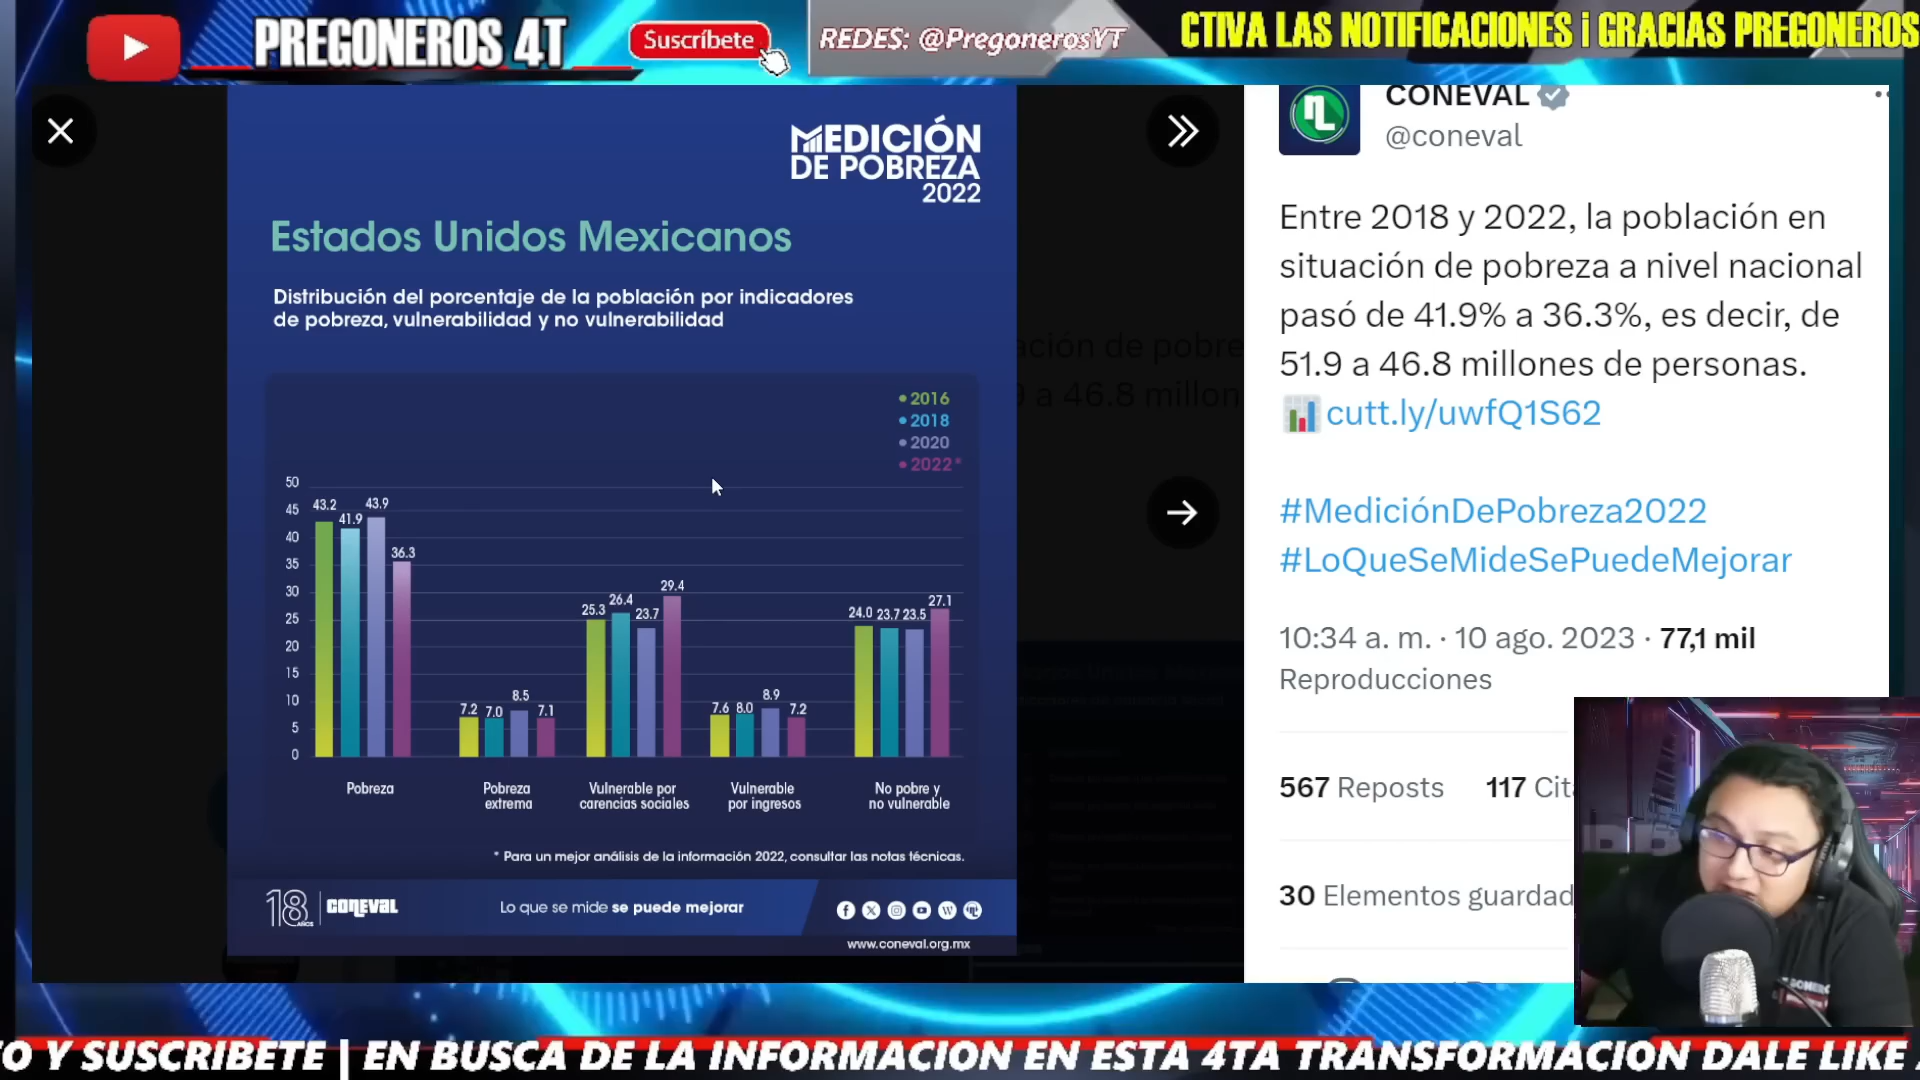 PREGONEROS 4T
Suscríbete
REDES: @PregonerosYT
CTIVA LAS NOTIFICACIONES ¡ GRACIAS PREGONEROS
MEDICIÓN
DE POBREZA
2022
Estados Unidos Mexicanos
Distribución del porcentaje de la población por indicadores
de pobreza, vulnerabilidad y no vulnerabilidad
2016
2018
2020
2022*
50
45
40
35
30
25
20
15
10
5
0
43.2
41.9
43.9
36.3
7.2
7.0
8.5
7.1
25.3
26.4
23.7
29.4
7.6
8.0
8.9
7.2
24.0
23.7
23.5
27.1
Pobreza
Pobreza
extrema
Vulnerable por
carencias sociales
Vulnerable
por ingresos
No pobre y
no vulnerable
* Para un mejor análisis de la información 2022, consultar las notas técnicas.
18 AÑOS
CONEVAL
Lo que se mide se puede mejorar
www.coneval.org.mx
ación de pobre
9 a 46.8 millon
CONEVAL
@coneval
Entre 2018 y 2022, la población en
situación de pobreza a nivel nacional
pasó de 41.9% a 36.3%, es decir, de
51.9 a 46.8 millones de personas.
cutt.ly/uwfQ1S62
#MediciónDePobreza2022
#LoQueSeMideSePuedeMejorar
10:34 a. m. · 10 ago. 2023 · 77,1 mil
Reproducciones
567 Reposts 117 Cit
30 Elementos guardad
O Y SUSCRIBETE | EN BUSCA DE LA INFORMACION EN ESTA 4TA TRANSFORMACION DALE LIKE